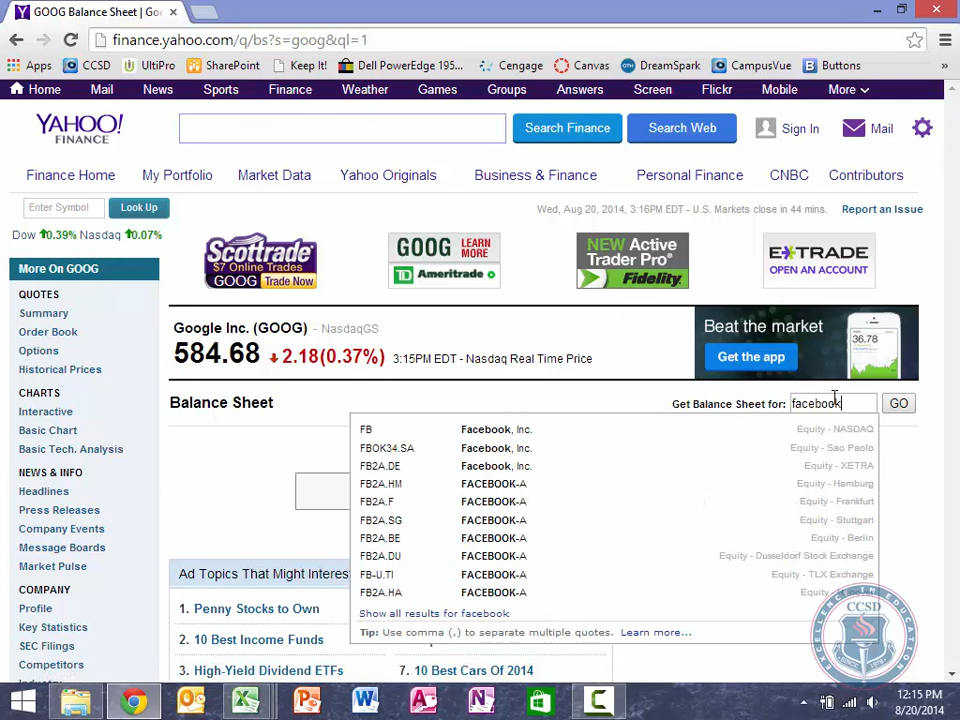 GOOG Balance Sheet | Goo
finance.yahoo.com/q/bs?s=goog&ql=1
Apps CCSD UltiPro SharePoint Keep It! Dell PowerEdge 195... Cengage Canvas DreamSpark CampusVue Buttons »
Home Mail News Sports Finance Weather Games Groups Answers Screen Flickr Mobile More
YAHOO! FINANCE
Search Finance Search Web Sign In Mail
Finance Home My Portfolio Market Data Yahoo Originals Business & Finance Personal Finance CNBC Contributors
Enter Symbol Look Up
Wed, Aug 20, 2014, 3:16PM EDT - U.S. Markets close in 44 mins. Report an Issue
Dow 0.39% Nasdaq 0.07%
Scottrade
$7 Online Trades
GOOG Trade Now
GOOG LEARN MORE
TD Ameritrade
NEW Active
Trader Pro
Fidelity
E*TRADE
OPEN AN ACCOUNT
More On GOOG
QUOTES
Summary
Order Book
Options
Historical Prices
CHARTS
Interactive
Basic Chart
Basic Tech. Analysis
NEWS & INFO
Headlines
Press Releases
Company Events
Message Boards
Market Pulse
COMPANY
Profile
Key Statistics
SEC Filings
Competitors
Google Inc. (GOOG) - NasdaqGS
584.68 2.18(0.37%) 3:15PM EDT - Nasdaq Real Time Price
Beat the market
Get the app
36.78
Balance Sheet
Get Balance Sheet for: facebook GO
FB Facebook, Inc. Equity - NASDAQ
FBOK34.SA Facebook, Inc. Equity - Sao Paolo
FB2A.DE Facebook, Inc. Equity - XETRA
FB2A.HM FACEBOOK-A Equity - Hamburg
FB2A.F FACEBOOK-A Equity - Frankfurt
FB2A.SG FACEBOOK-A Equity - Stuttgart
FB2A.BE FACEBOOK-A Equity - Berlin
FB2A.DU FACEBOOK-A Equity - Dusseldorf Stock Exchange
FB-U.TI FACEBOOK-A Equity - TLX Exchange
FB2A.HA FACEBOOK-A Equity -
Show all results for facebook
Tip: Use comma (,) to separate multiple quotes. Learn more...
Ad Topics That Might Interest
1. Penny Stocks to Own
2. 10 Best Income Funds
3. High-Yield Dividend ETFs
7. 10 Best Cars Of 2014
CCSD
SINCE 1978
12:15 PM
8/20/2014